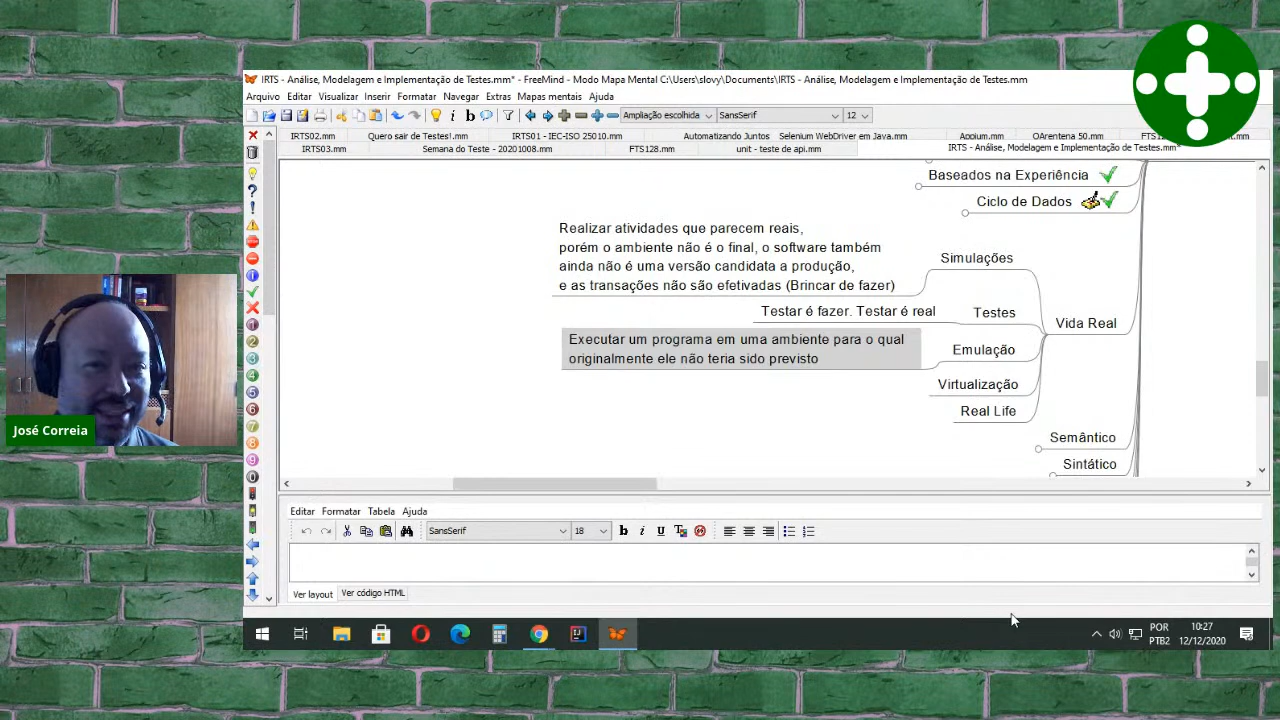 IRTS - Análise, Modelagem e Implementação de Testes.mm* - FreeMind - Modo Mapa Mental C:\Users\slovy\Documents\IRTS - Análise, Modelagem e Implementação de Testes.mm
Arquivo Editar Visualizar Inserir Formatar Navegar Extras Mapas mentais Ajuda
Ampliação escolhida SansSerif 12
IRTS02.mm Quero sair de Testes!.mm IRTS01 - IEC-ISO 25010.mm Automatizando Juntos Selenium WebDriver em Java.mm Appium.mm OArentena 50.mm
IRTS03.mm Semana do Teste - 20201008.mm FTS128.mm unit - teste de api.mm IRTS - Análise, Modelagem e Implementação de Testes.mm*
Baseados na Experiência
Ciclo de Dados
Realizar atividades que parecem reais,
porém o ambiente não é o final, o software também
ainda não é uma versão candidata a produção,
e as transações não são efetivadas (Brincar de fazer)
Simulações
Testar é fazer. Testar é real
Testes
Vida Real
Executar um programa em uma ambiente para o qual
originalmente ele não teria sido previsto
Emulação
Virtualização
Real Life
Semântico
Sintático
José Correia
Editar Formatar Tabela Ajuda
SansSerif 18 b i U
Ver layout Ver código HTML
POR 10:27
PTB2 12/12/2020